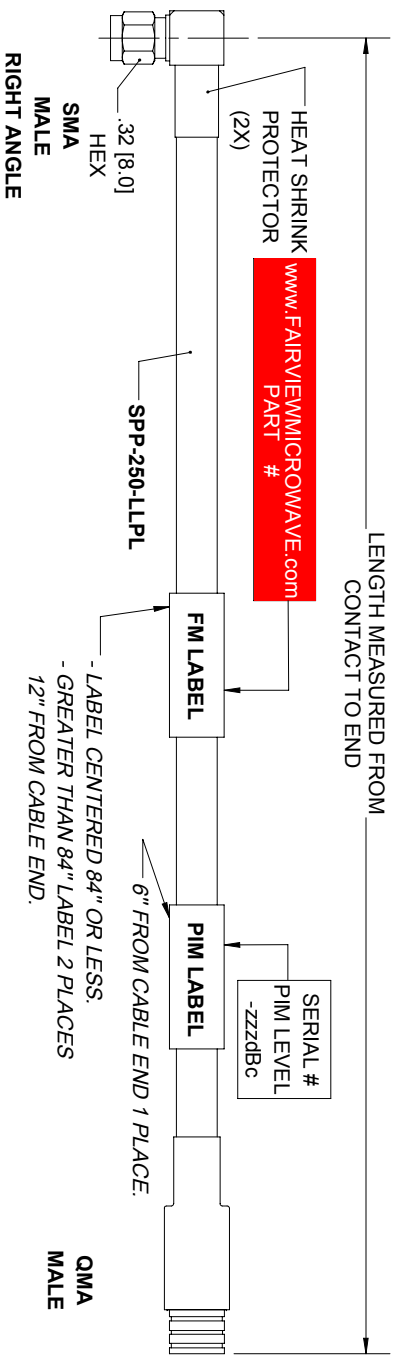 LENGTH MEASURED FROM
CONTACT TO END
HEAT SHRINK
PROTECTOR
(2X)
www.FAIRVIEWMICROWAVE.com
PART #
SERIAL #
PIM LEVEL
-zzzdBc
FM LABEL
PIM LABEL
.32 [8.0]
HEX
SMA
MALE
RIGHT ANGLE
SPP-250-LLPL
- LABEL CENTERED 84" OR LESS.
- GREATER THAN 84" LABEL 2 PLACES
12" FROM CABLE END.
6" FROM CABLE END 1 PLACE.
QMA
MALE